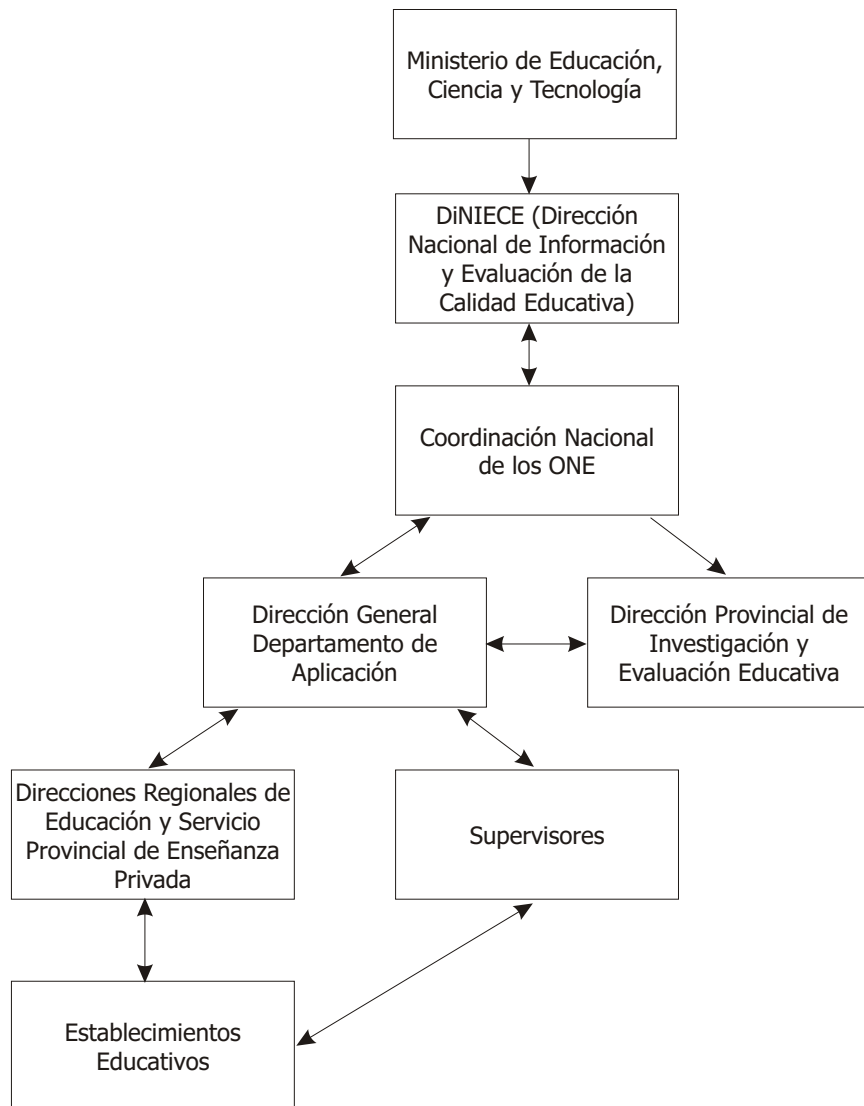 Ministerio de Educación,
Ciencia y Tecnología
DiNIECE (Dirección
Nacional de Información
y Evaluación de la
Calidad Educativa)
Coordinación Nacional
de los ONE
Dirección General
Departamento de
Aplicación
Dirección Provincial de
Investigación y
Evaluación Educativa
Direcciones Regionales de
Educación y Servicio
Provincial de Enseñanza
Privada
Supervisores
Establecimientos
Educativos